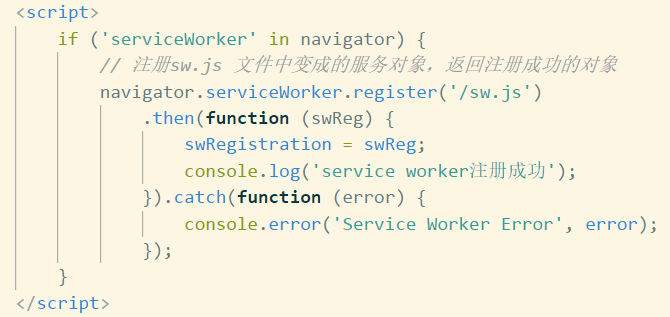 <script>
    if ('serviceWorker' in navigator) {
        // 注册sw.js 文件中变成的服务对象，返回注册成功的对象
        navigator.serviceWorker.register('/sw.js')
            .then(function (swReg) {
                swRegistration = swReg;
                console.log('service worker注册成功');
            }).catch(function (error) {
                console.error('Service Worker Error', error);
            });
    }
</script>